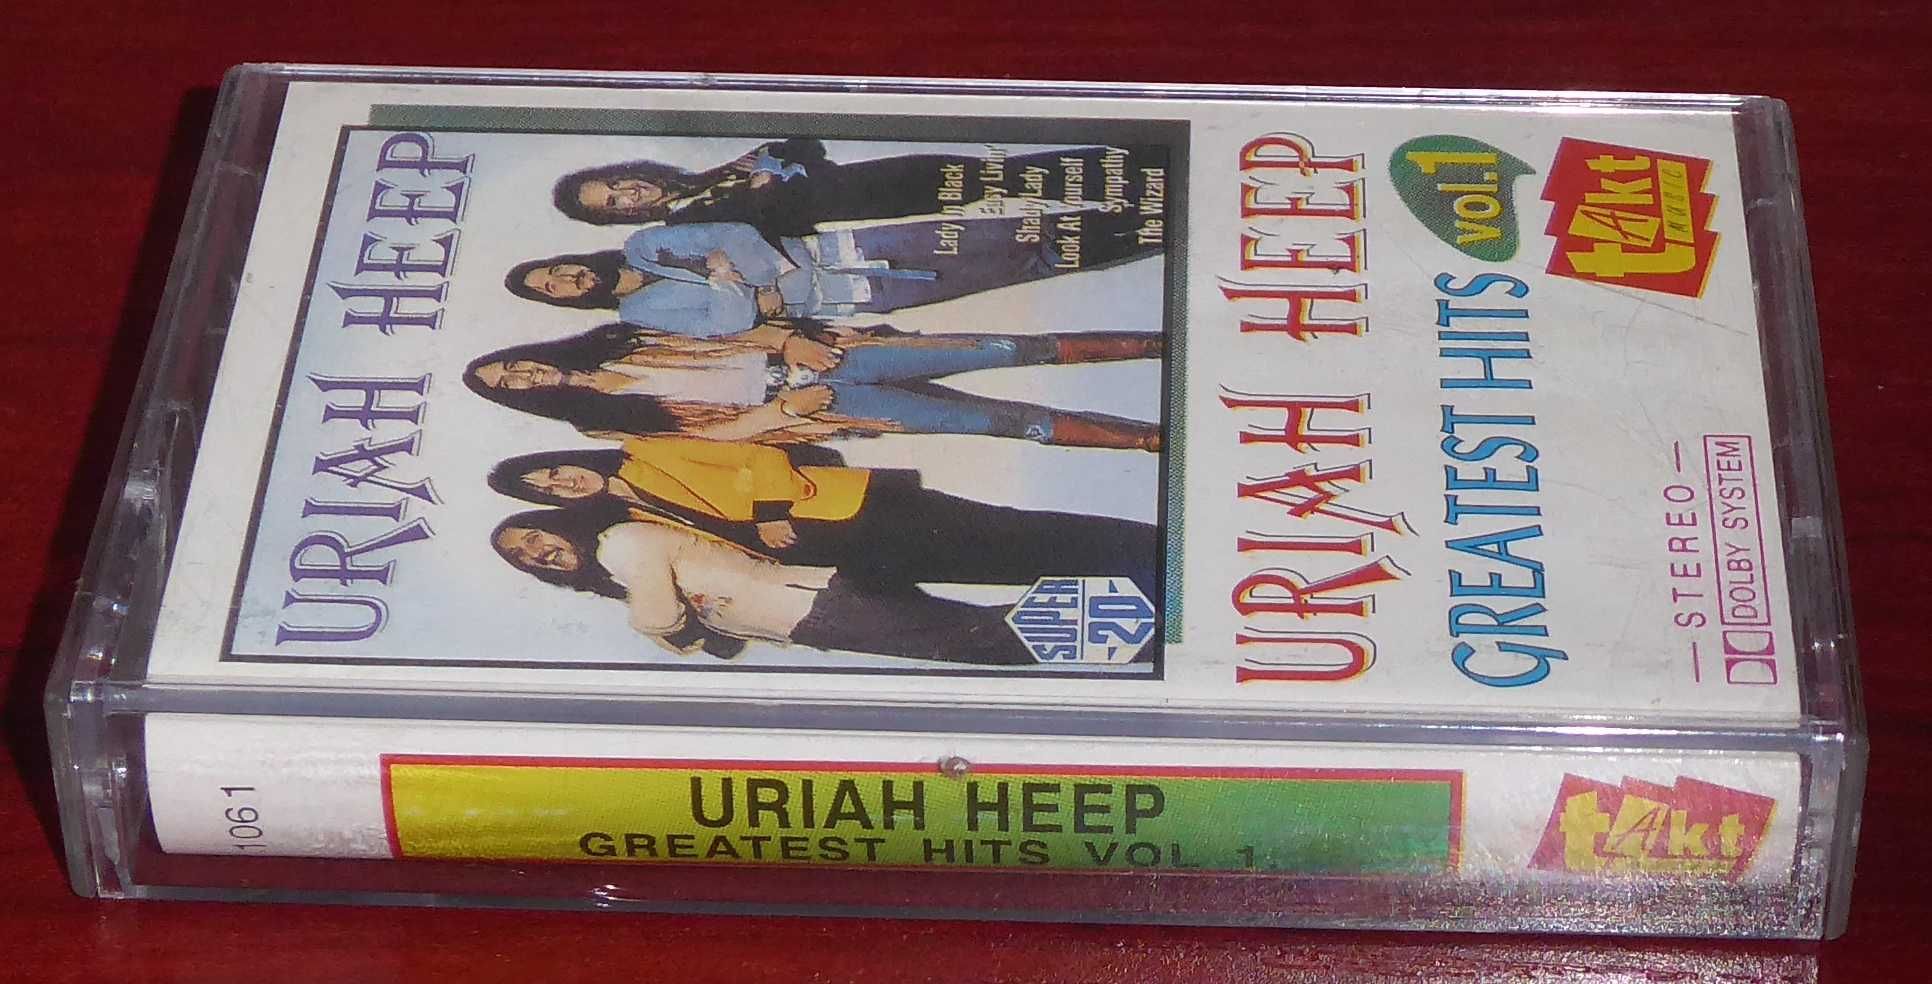 URIAH HEEP
Lady In Black
Easy Livin'
Shady Lady
Look At Yourself
Sympathy
The Wizard
SUPER
-20-
URIAH HEEP
GREATEST HITS
vol.1
tAkt
MUSIC
— STEREO —
DOLBY SYSTEM
1061
URIAH HEEP
GREATEST HITS VOL 1.
tAkt